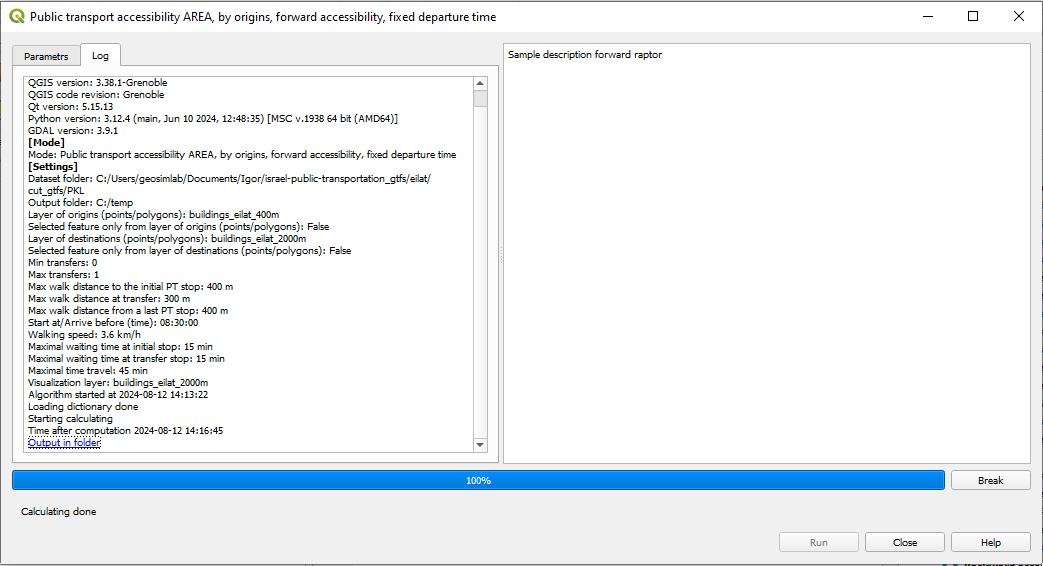 Public transport accessibility AREA, by origins, forward accessibility, fixed departure time
Parametrs
Log
QGIS version: 3.38.1-Grenoble
QGIS code revision: Grenoble
Qt version: 5.15.13
Python version: 3.12.4 (main, Jun 10 2024, 12:48:35) [MSC v.1938 64 bit (AMD64)]
GDAL version: 3.9.1
[Mode]
Mode: Public transport accessibility AREA, by origins, forward accessibility, fixed departure time
[Settings]
Dataset folder: C:/Users/geosimlab/Documents/Igor/israel-public-transportation_gtfs/eilat/
cut_gtfs/PKL
Output folder: C:/temp
Layer of origins (points/polygons): buildings_eilat_400m
Selected feature only from layer of origins (points/polygons): False
Layer of destinations (points/polygons): buildings_eilat_2000m
Selected feature only from layer of destinations (points/polygons): False
Min transfers: 0
Max transfers: 1
Max walk distance to the initial PT stop: 400 m
Max walk distance at transfer: 300 m
Max walk distance from a last PT stop: 400 m
Start at/Arrive before (time): 08:30:00
Walking speed: 3.6 km/h
Maximal waiting time at initial stop: 15 min
Maximal waiting time at transfer stop: 15 min
Maximal time travel: 45 min
Visualization layer: buildings_eilat_2000m
Algorithm started at 2024-08-12 14:13:22
Loading dictionary done
Starting calculating
Time after computation 2024-08-12 14:16:45
Output in folder
Sample description forward raptor
100%
Break
Calculating done
Run
Close
Help